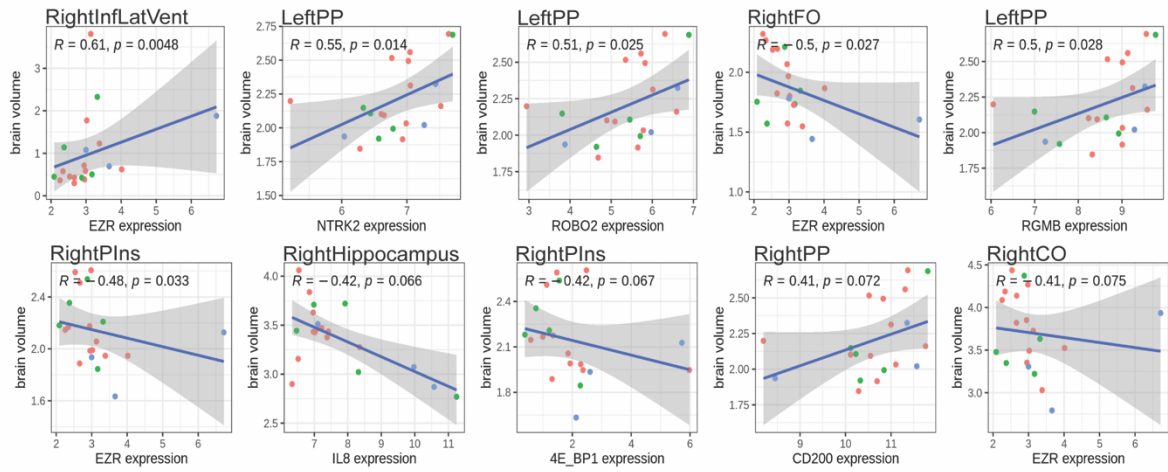 RightInfLatVent
R = 0.61, p = 0.0048
brain volume
3
2
1
0
2 3 4 5 6
EZR expression
LeftPP
R = 0.55, p = 0.014
brain volume
2.75
2.50
2.25
2.00
1.75
1.50
6 7
NTRK2 expression
LeftPP
R = 0.51, p = 0.025
brain volume
2.50
2.25
2.00
1.75
3 4 5 6 7
ROBO2 expression
RightFO
R = − 0.5, p = 0.027
brain volume
2.0
1.5
1.0
2 3 4 5 6
EZR expression
LeftPP
R = 0.5, p = 0.028
brain volume
2.50
2.25
2.00
1.75
6 7 8 9
RGMB expression
RightPIns
R = − 0.48, p = 0.033
brain volume
2.4
2.0
1.6
2 3 4 5 6
EZR expression
RightHippocampus
R = − 0.42, p = 0.066
brain volume
4.0
3.5
3.0
2.5
7 8 9 10 11
IL8 expression
RightPIns
R = − 0.42, p = 0.067
brain volume
2.4
2.1
1.8
1.5
2 4 6
4E_BP1 expression
RightPP
R = 0.41, p = 0.072
brain volume
2.50
2.25
2.00
1.75
9 10 11
CD200 expression
RightCO
R = − 0.41, p = 0.075
brain volume
4.5
4.0
3.5
3.0
2.5
2 3 4 5 6
EZR expression